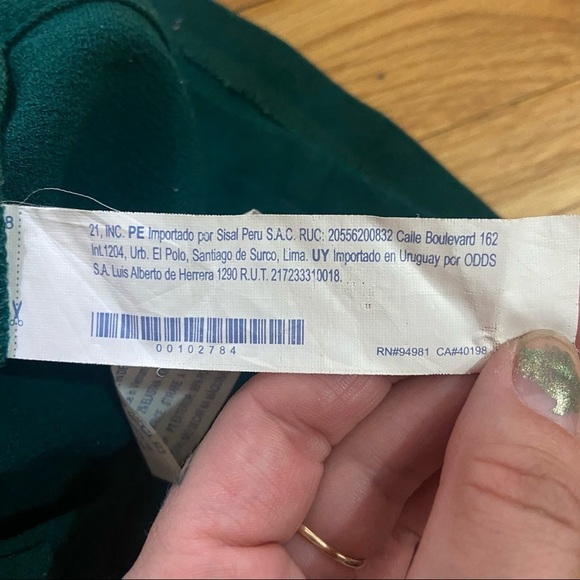 8
21, INC. PE Importado por Sisal Peru S.A.C. RUC: 20556200832 Calle Boulevard 162
Int.1204, Urb. El Polo, Santiago de Surco, Lima. UY Importado en Uruguay por ODDS
S.A. Luis Alberto de Herrera 1290 R.U.T. 217233310018.
00102784
RN#94981 CA#40198